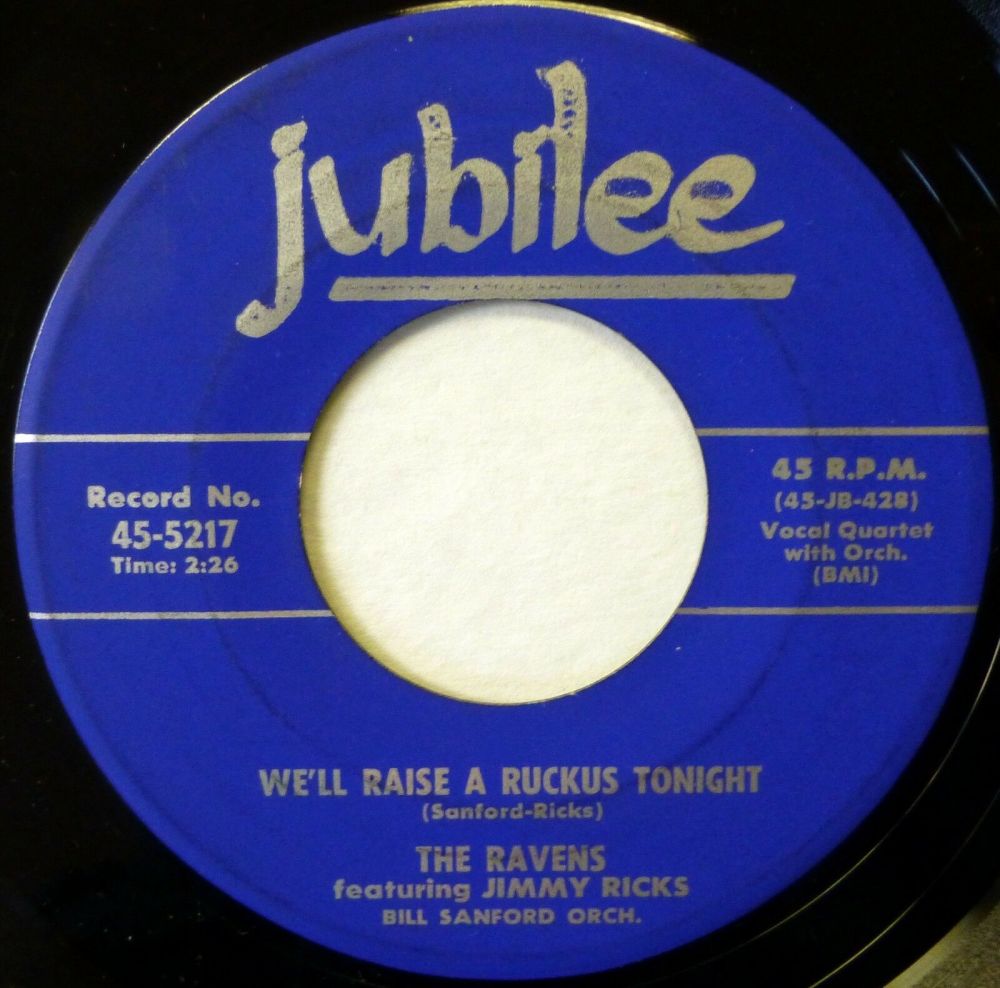 jubilee
Record No.
45-5217
Time: 2:26
45 R.P.M.
(45-JB-428)
Vocal Quartet
with Orch.
(BMI)
WE'LL RAISE A RUCKUS TONIGHT
(Sanford-Ricks)
THE RAVENS
featuring JIMMY RICKS
BILL SANFORD ORCH.